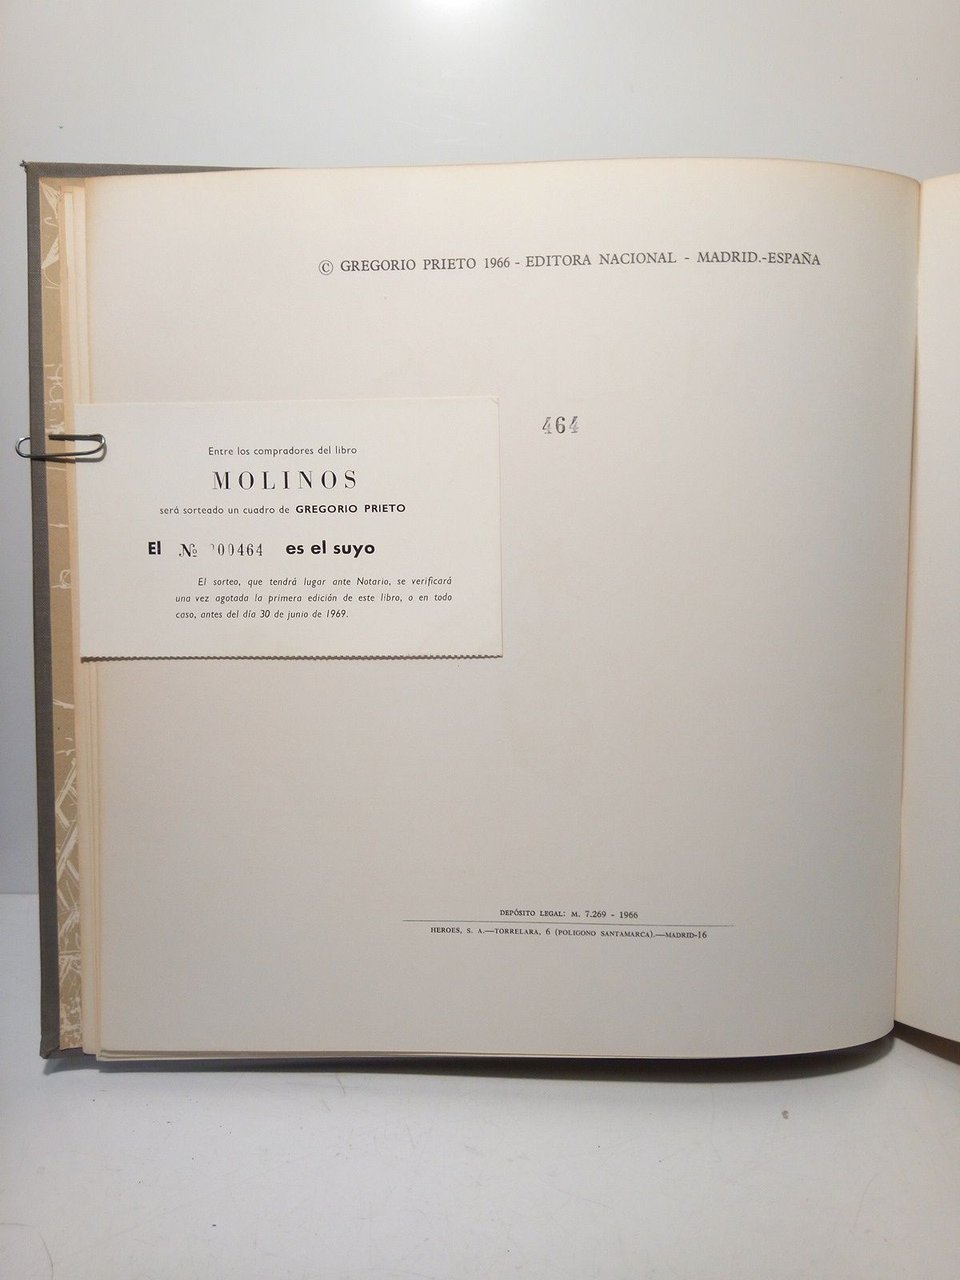 © GREGORIO PRIETO 1966 - EDITORA NACIONAL - MADRID.-ESPAÑA
464
Entre los compradores del libro
MOLINOS
será sorteado un cuadro de GREGORIO PRIETO
El Nº 000464 es el suyo
El sorteo, que tendrá lugar ante Notario, se verificará
una vez agotada la primera edición de este libro, o en todo
caso, antes del día 30 de junio de 1969.
DEPÓSITO LEGAL: M. 7.269 - 1966
HEROES, S. A.—TORRELARA, 6 (POLIGONO SANTAMARCA).—MADRID-16